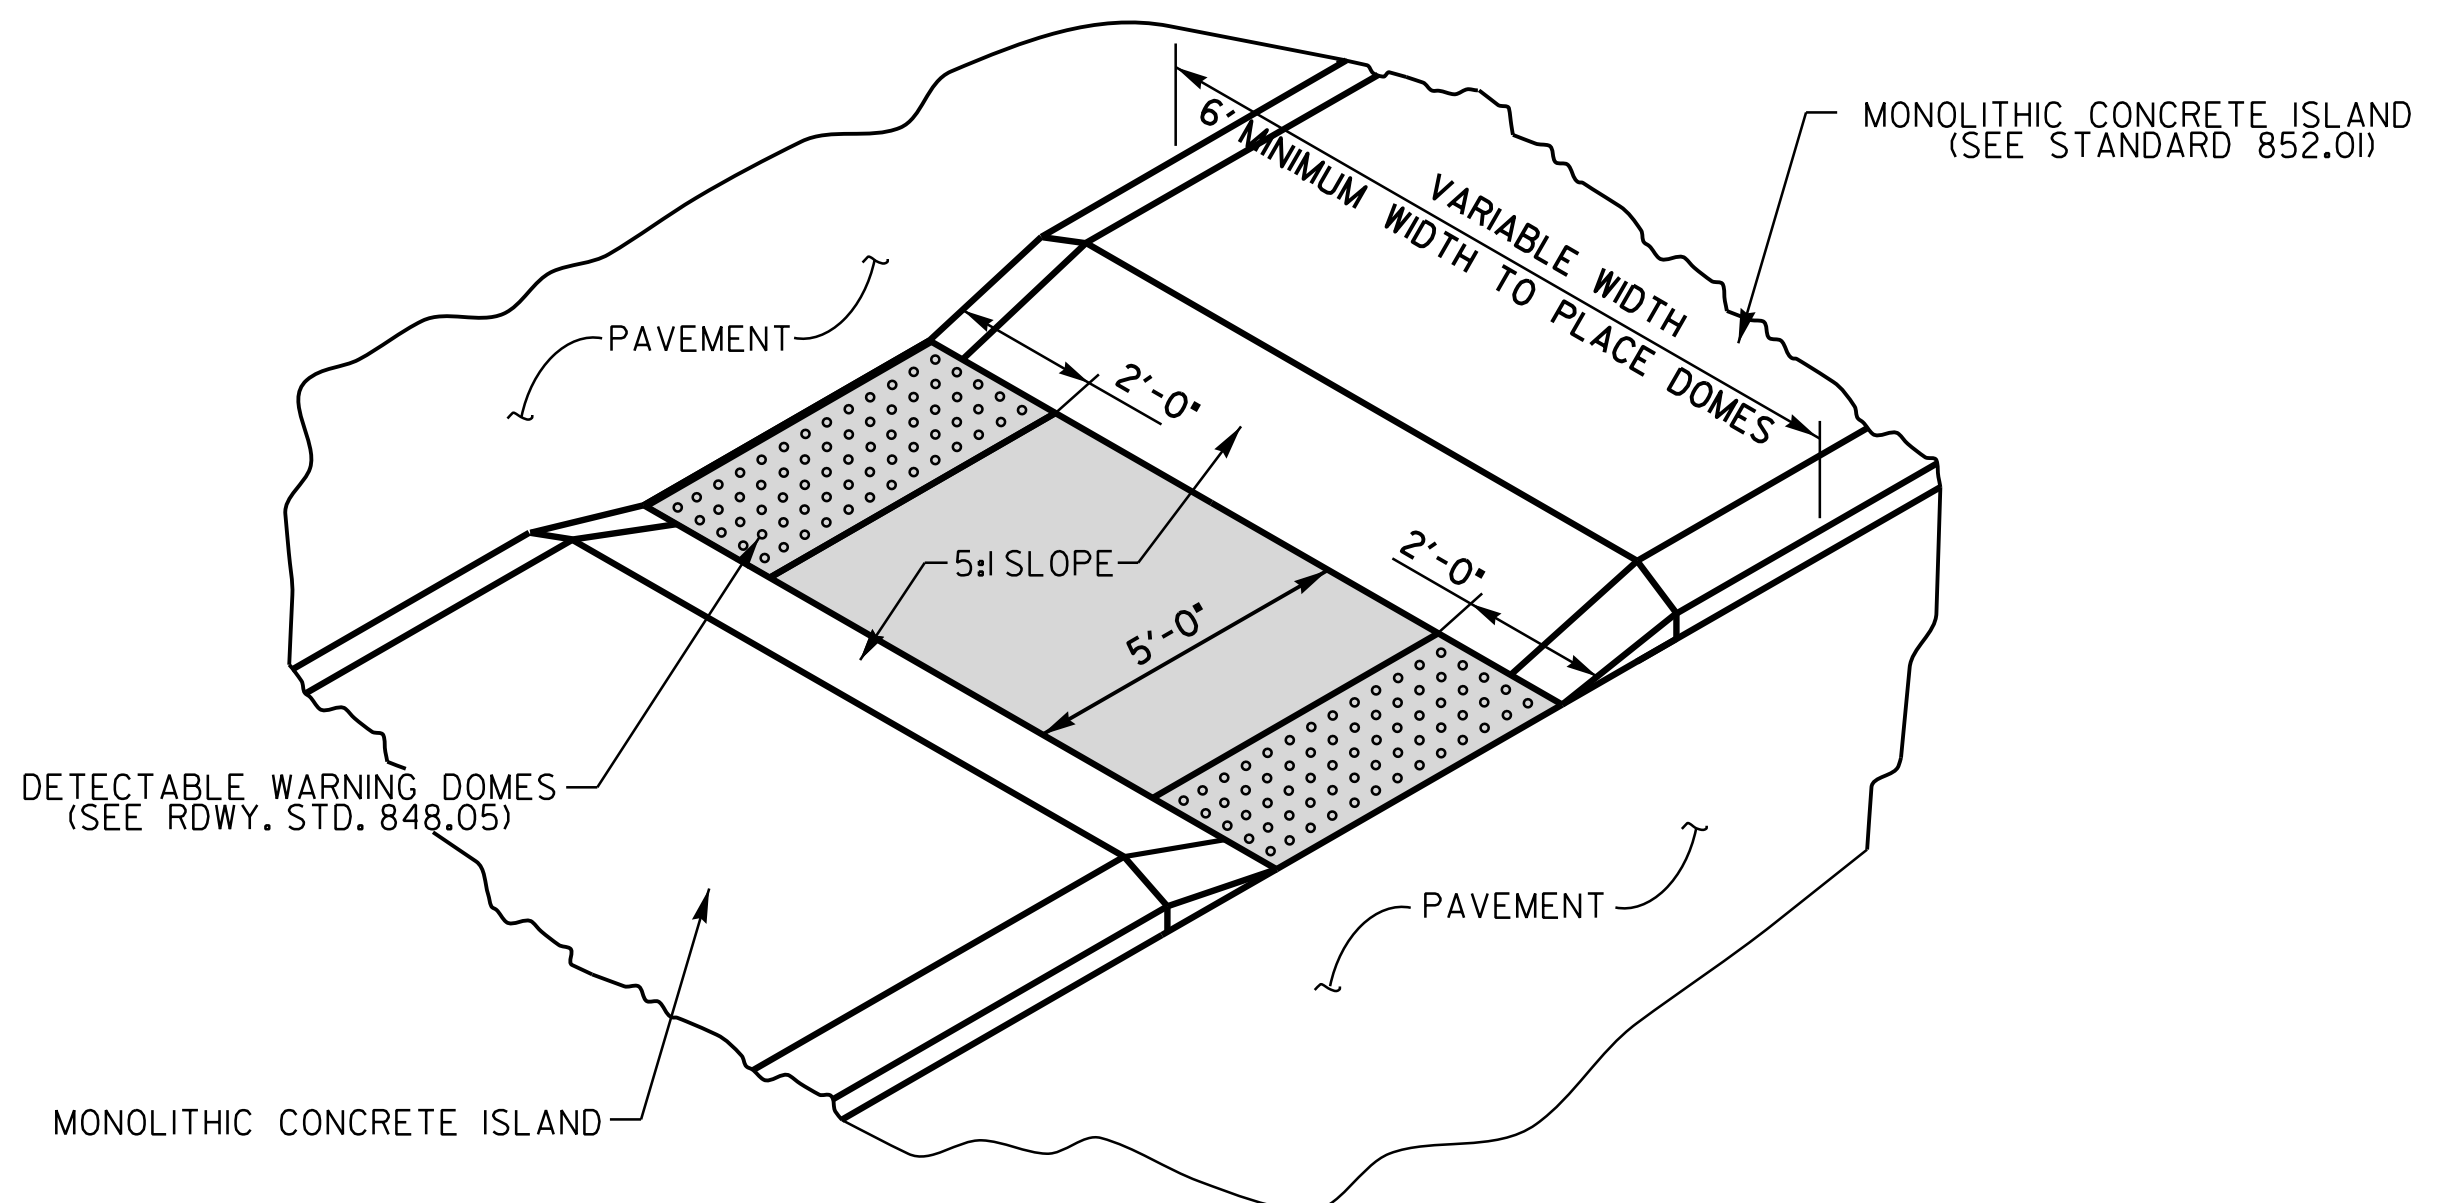 MONOLITHIC CONCRETE ISLAND
(SEE STANDARD 852.01)
VARIABLE WIDTH
6' MINIMUM WIDTH TO PLACE DOMES
PAVEMENT
2'-0"
5:1 SLOPE
2'-0"
5'-0"
DETECTABLE WARNING DOMES
(SEE RDWY. STD. 848.05)
PAVEMENT
MONOLITHIC CONCRETE ISLAND